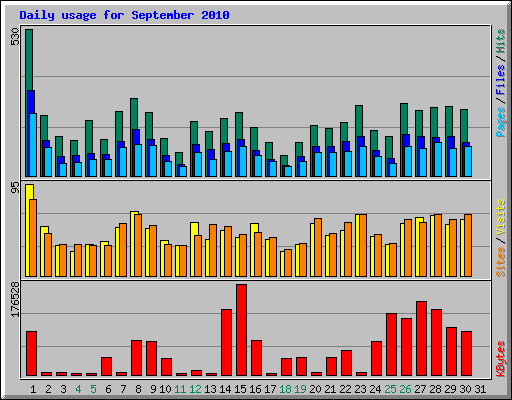 Daily usage for September 2010
530
Pages / Files / Hits
95
Sites / Visits
176528
KBytes
1 2 3 4 5 6 7 8 9 10 11 12 13 14 15 16 17 18 19 20 21 22 23 24 25 26 27 28 29 30 31